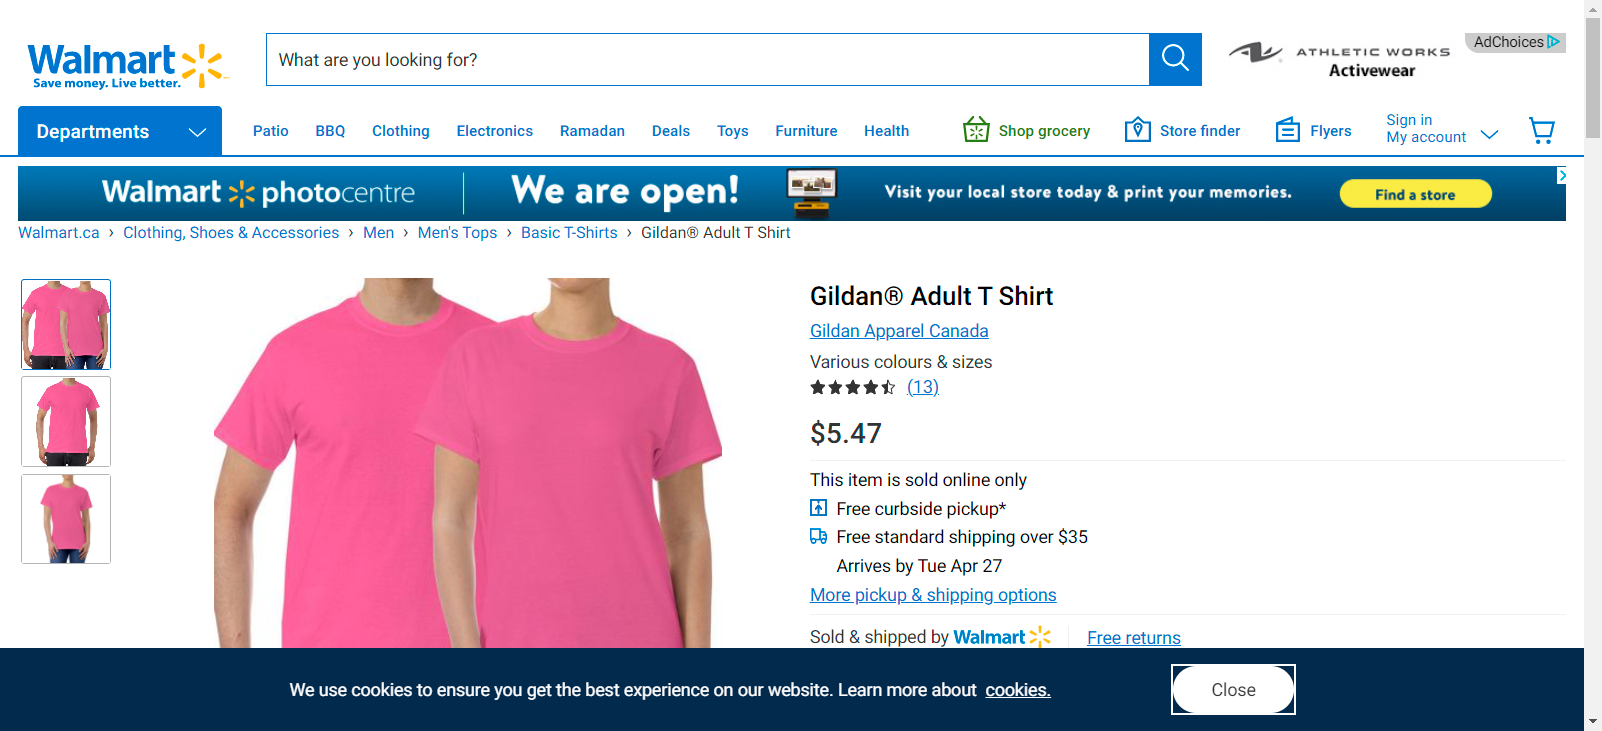 Walmart
Save money. Live better.
What are you looking for?
ATHLETIC WORKS
Activewear
AdChoices
Departments
Patio
BBQ
Clothing
Electronics
Ramadan
Deals
Toys
Furniture
Health
Shop grocery
Store finder
Flyers
Sign in
My account
Walmart photocentre
We are open!
Visit your local store today & print your memories.
Find a store
Walmart.ca › Clothing, Shoes & Accessories › Men › Men's Tops › Basic T-Shirts › Gildan® Adult T Shirt
Gildan® Adult T Shirt
Gildan Apparel Canada
Various colours & sizes
(13)
$5.47
This item is sold online only
Free curbside pickup*
Free standard shipping over $35
Arrives by Tue Apr 27
More pickup & shipping options
Sold & shipped by Walmart
Free returns
We use cookies to ensure you get the best experience on our website. Learn more about cookies.
Close